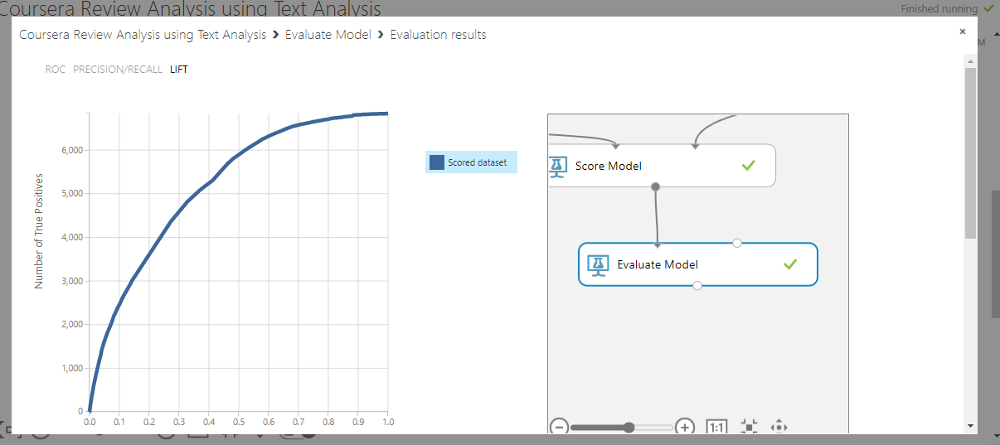 Coursera Review Analysis using Text Analysis
Finished running
Coursera Review Analysis using Text Analysis > Evaluate Model > Evaluation results
M
ROC PRECISION/RECALL LIFT
6,000
5,000
4,000
3,000
2,000
1,000
0
Number of True Positives
0.0 0.1 0.2 0.3 0.4 0.5 0.6 0.7 0.8 0.9 1.0
Scored dataset
Score Model
Evaluate Model
1:1